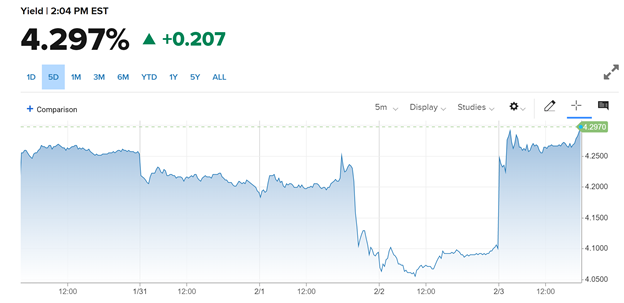 Yield | 2:04 PM EST
4.297% ▲ +0.207
1D 5D 1M 3M 6M YTD 1Y 5Y ALL
+ Comparison 5m Display Studies
4.2970
4.2500
4.2000
4.1500
4.1000
4.0500
12:00 1/31 12:00 2/1 12:00 2/2 12:00 2/3 12:00